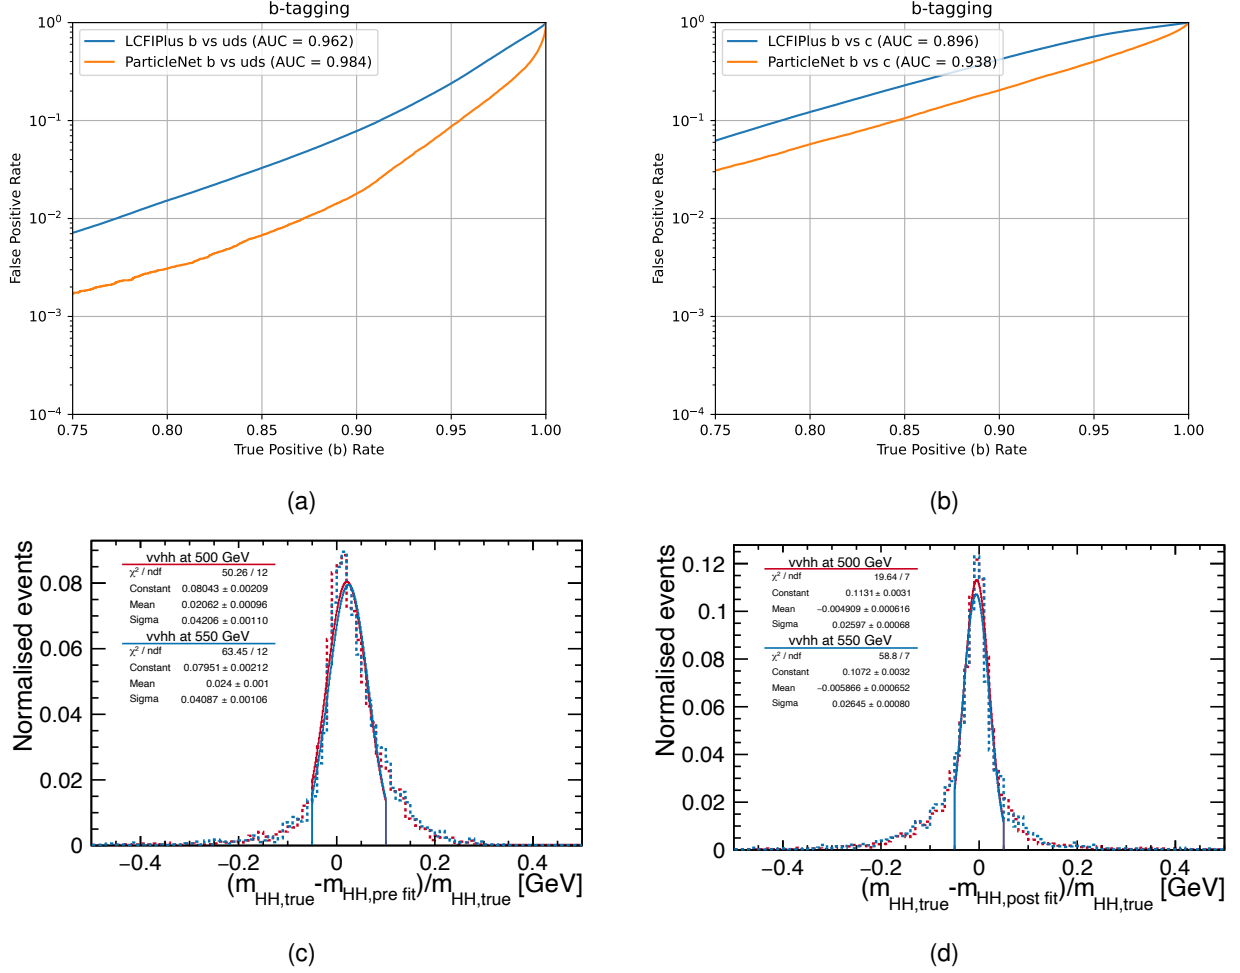 b-tagging
LCFIPlus b vs uds (AUC = 0.962)
ParticleNet b vs uds (AUC = 0.984)
False Positive Rate
10⁰
10⁻¹
10⁻²
10⁻³
10⁻⁴
0.75 0.80 0.85 0.90 0.95 1.00
True Positive (b) Rate
(a)
b-tagging
LCFIPlus b vs c (AUC = 0.896)
ParticleNet b vs c (AUC = 0.938)
False Positive Rate
10⁰
10⁻¹
10⁻²
10⁻³
10⁻⁴
0.75 0.80 0.85 0.90 0.95 1.00
True Positive (b) Rate
(b)
Normalised events
0.08
0.06
0.04
0.02
0
vvhh at 500 GeV
χ² / ndf 50.26 / 12
Constant 0.08043 ± 0.00209
Mean 0.02062 ± 0.00096
Sigma 0.04206 ± 0.00110
vvhh at 550 GeV
χ² / ndf 63.45 / 12
Constant 0.07951 ± 0.00212
Mean 0.024 ± 0.001
Sigma 0.04087 ± 0.00106
−0.4 −0.2 0 0.2 0.4
(m_HH,true-m_HH,pre fit)/m_HH,true [GeV]
(c)
Normalised events
0.12
0.1
0.08
0.06
0.04
0.02
0
vvhh at 500 GeV
χ² / ndf 19.64 / 7
Constant 0.1131 ± 0.0031
Mean −0.004909 ± 0.000616
Sigma 0.02597 ± 0.00068
vvhh at 550 GeV
χ² / ndf 58.8 / 7
Constant 0.1072 ± 0.0032
Mean −0.005866 ± 0.000652
Sigma 0.02645 ± 0.00080
−0.4 −0.2 0 0.2 0.4
(m_HH,true-m_HH,post fit)/m_HH,true [GeV]
(d)